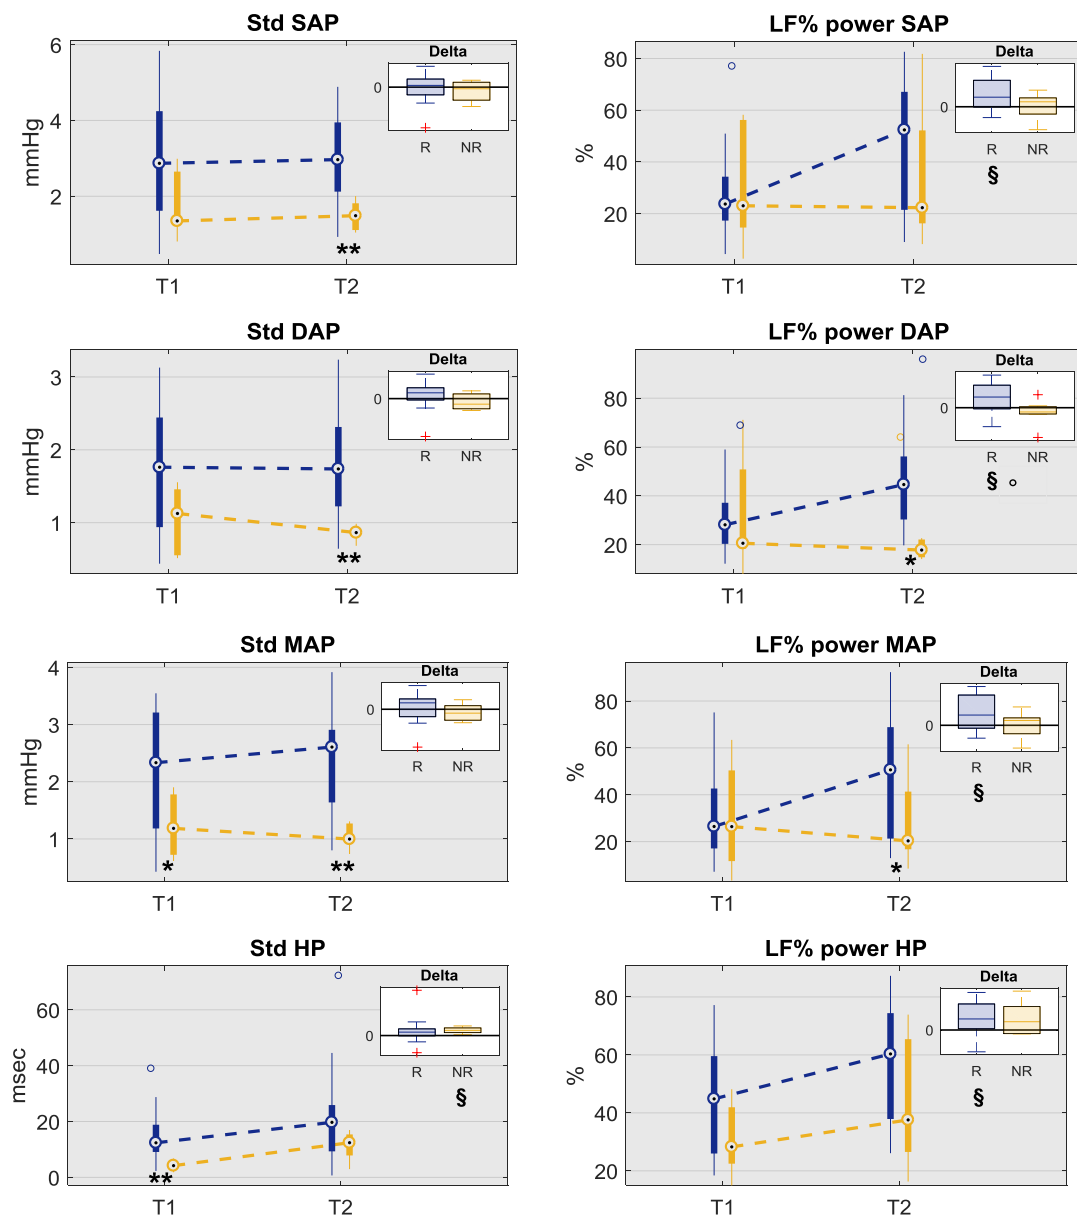 Std SAP
Delta
6
4
2
mmHg
0
R NR
**
T1 T2
LF% power SAP
Delta
80
60
40
20
%
0
R NR
§
T1 T2
Std DAP
Delta
3
2
1
mmHg
0
R NR
**
T1 T2
LF% power DAP
Delta
80
60
40
20
%
0
R NR
§ °
*
T1 T2
Std MAP
Delta
4
3
2
1
mmHg
0
R NR
* **
T1 T2
LF% power MAP
Delta
80
60
40
20
%
0
R NR
§
*
T1 T2
Std HP
Delta
60
40
20
0
msec
0
R NR
§
**
T1 T2
LF% power HP
Delta
80
60
40
20
%
0
R NR
§
T1 T2